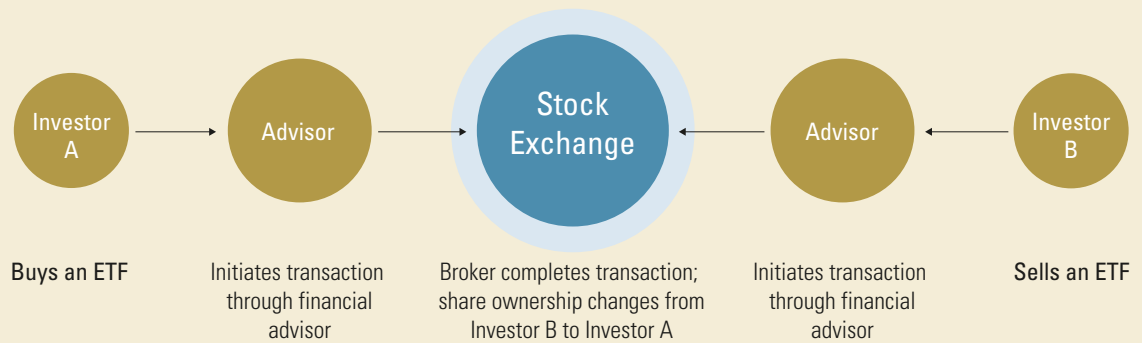 Investor
A
Advisor
Stock
Exchange
Advisor
Investor
B
Buys an ETF
Initiates transaction
through financial
advisor
Broker completes transaction;
share ownership changes from
Investor B to Investor A
Initiates transaction
through financial
advisor
Sells an ETF